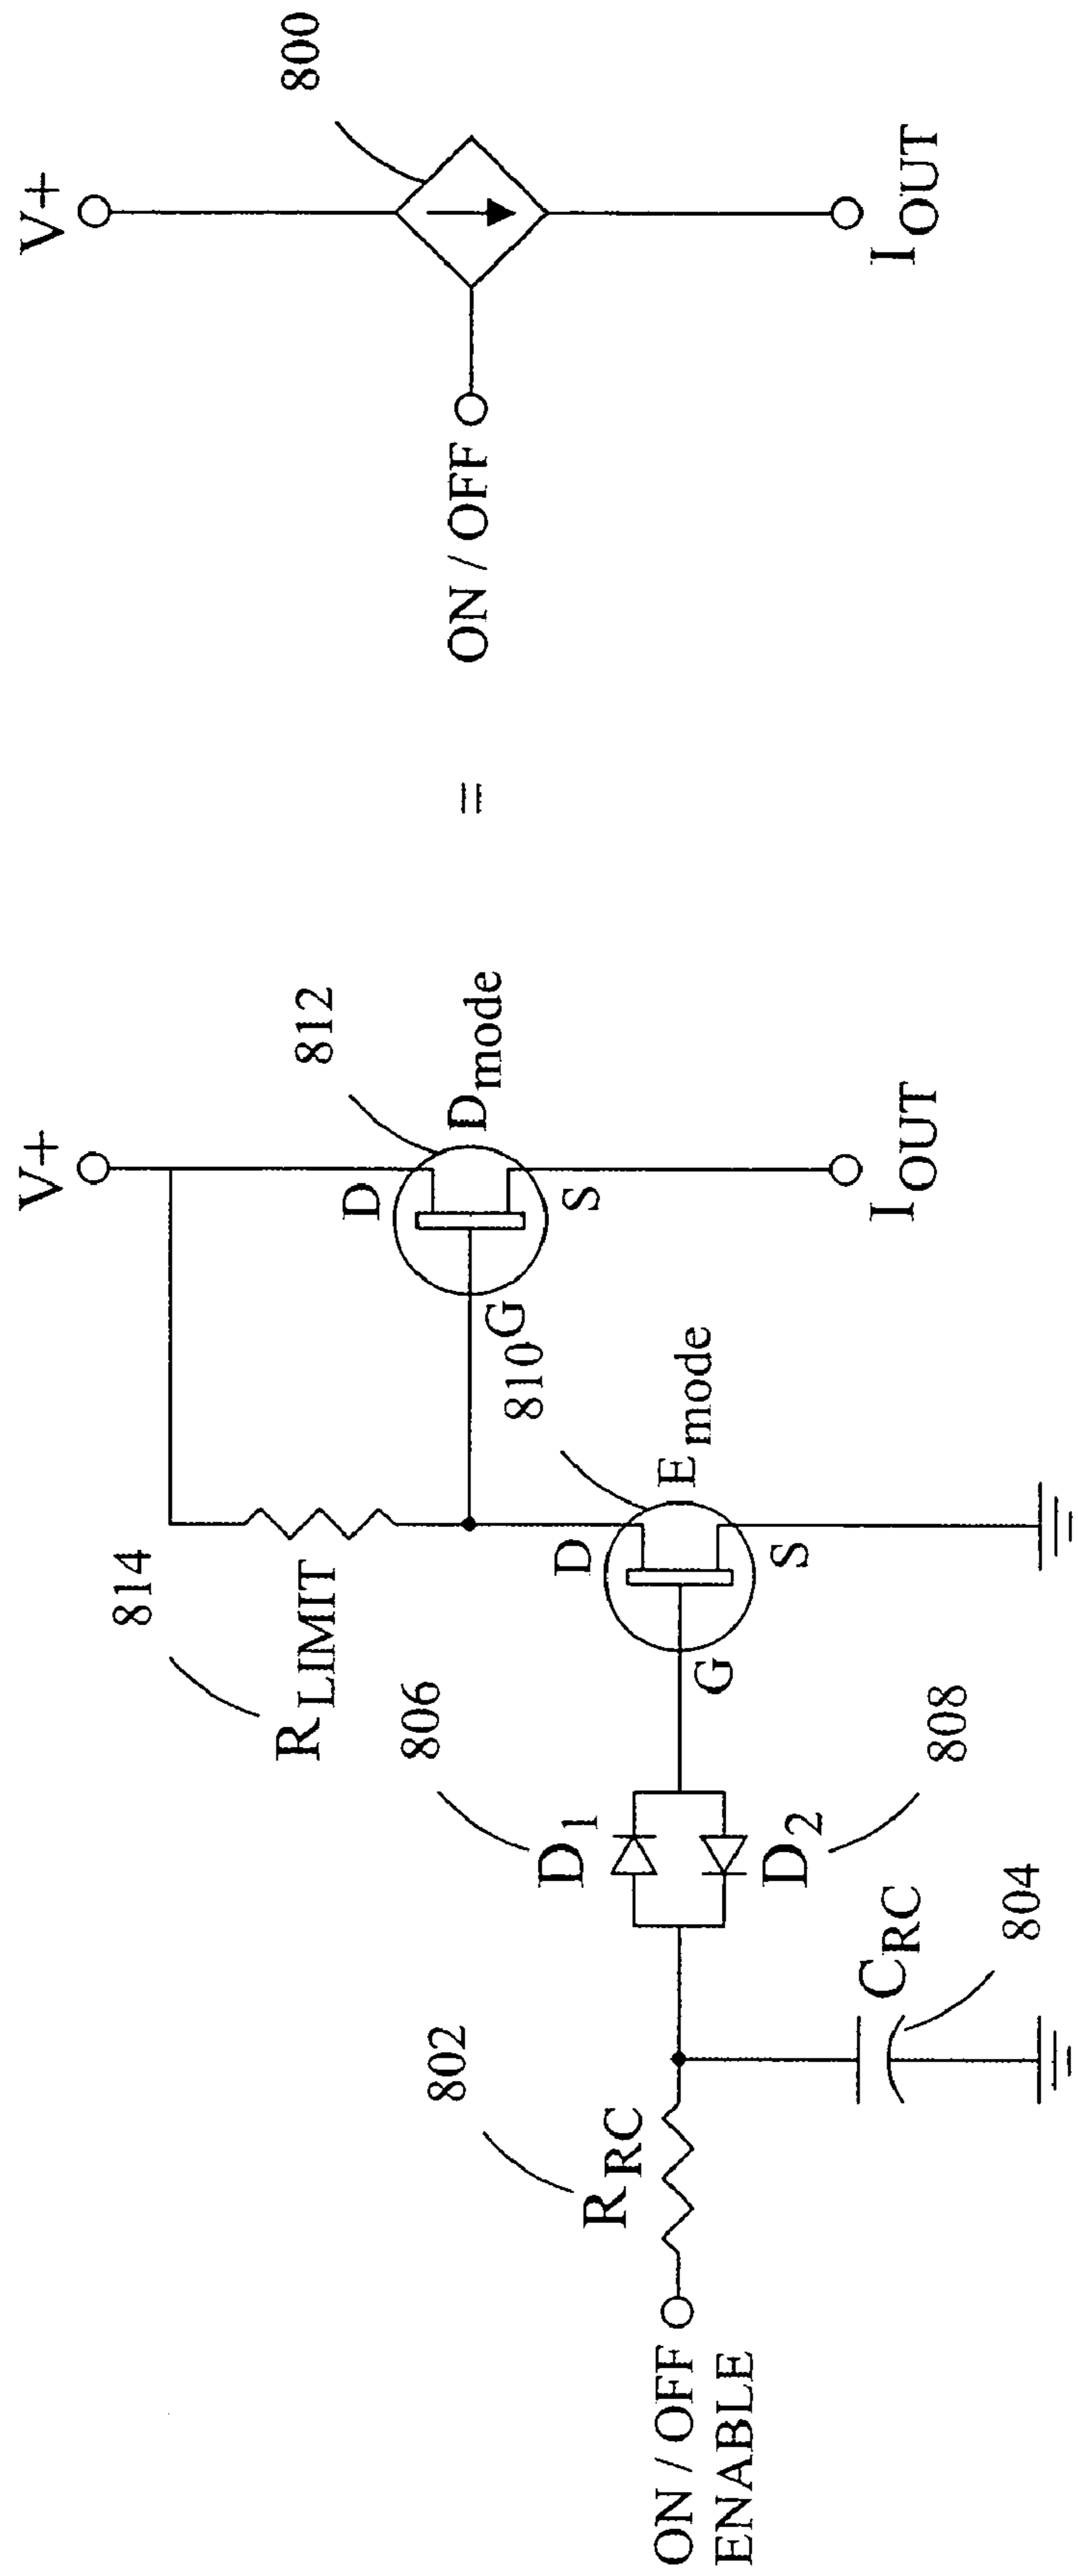 V+
800
ON / OFF
I OUT
=
V+
812
D
D mode
G
S
I OUT
814
R LIMIT
810
D
E mode
G
S
806
D 1
D 2
808
802
R RC
C RC
804
ON / OFF
ENABLE